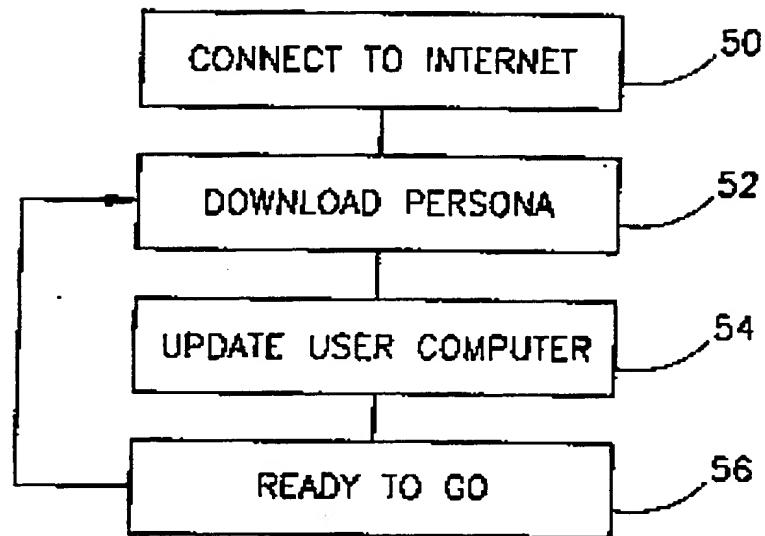 CONNECT TO INTERNET
50
DOWNLOAD PERSONA
52
UPDATE USER COMPUTER
54
READY TO GO
56